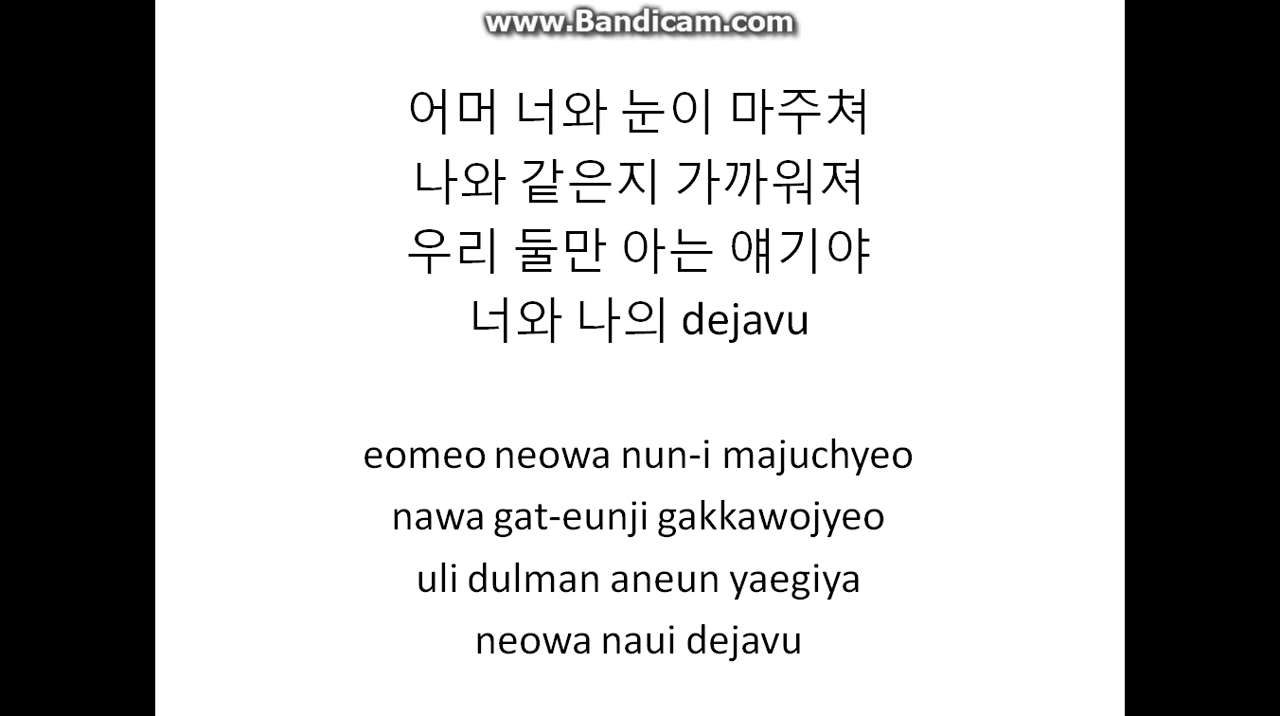 www.Bandicam.com
어머 너와 눈이 마주쳐
나와 같은지 가까워져
우리 둘만 아는 얘기야
너와 나의 dejavu
eomeo neowa nun-i majuchyeo
nawa gat-eunji gakkawojyeo
uli dulman aneun yaegiya
neowa naui dejavu